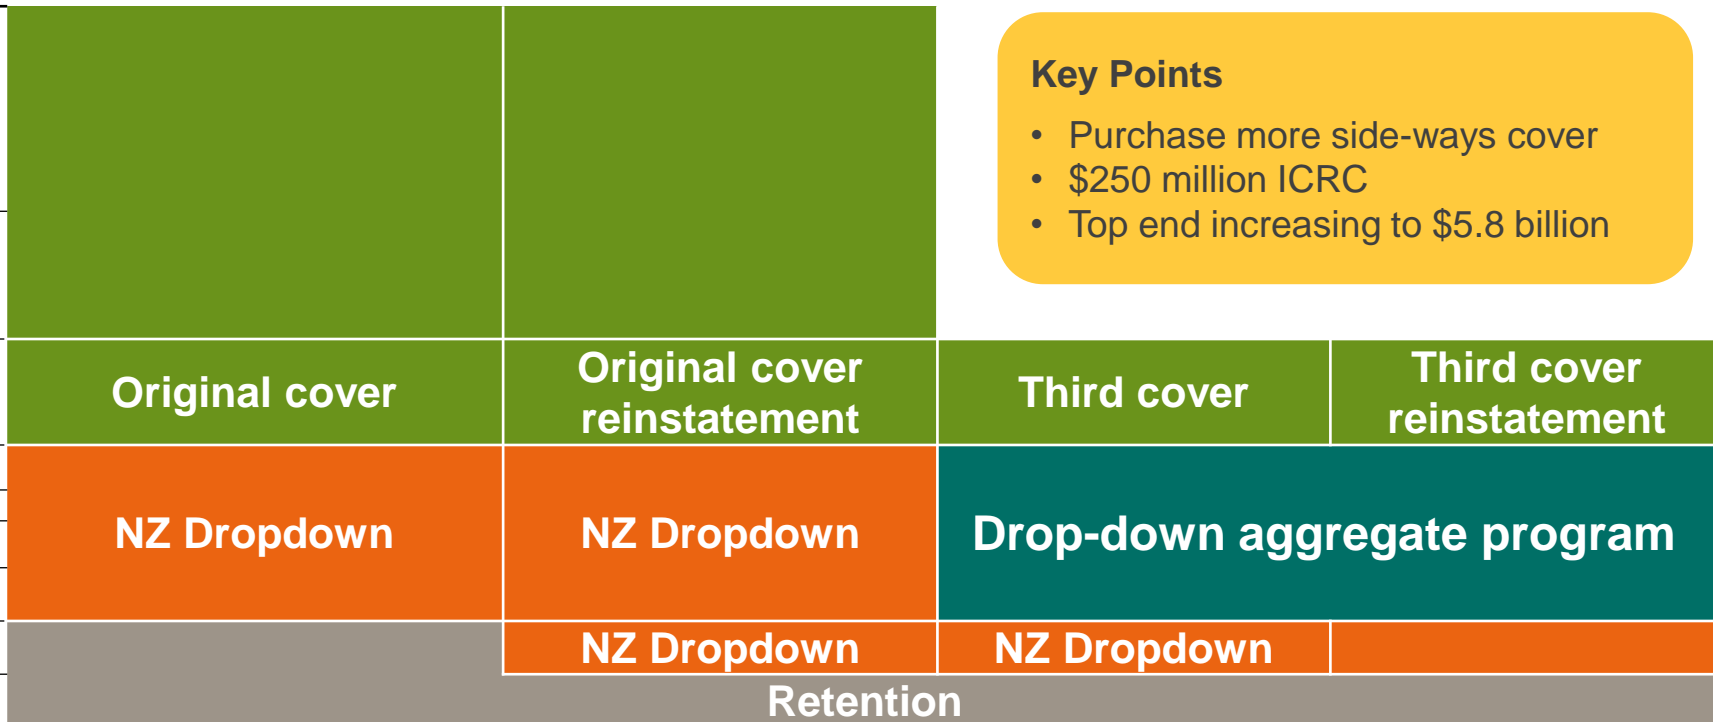 Key Points
• Purchase more side-ways cover
• $250 million ICRC
• Top end increasing to $5.8 billion
Original cover
Original cover
reinstatement
Third cover
Third cover
reinstatement
NZ Dropdown
NZ Dropdown
Drop-down aggregate program
NZ Dropdown
NZ Dropdown
Retention